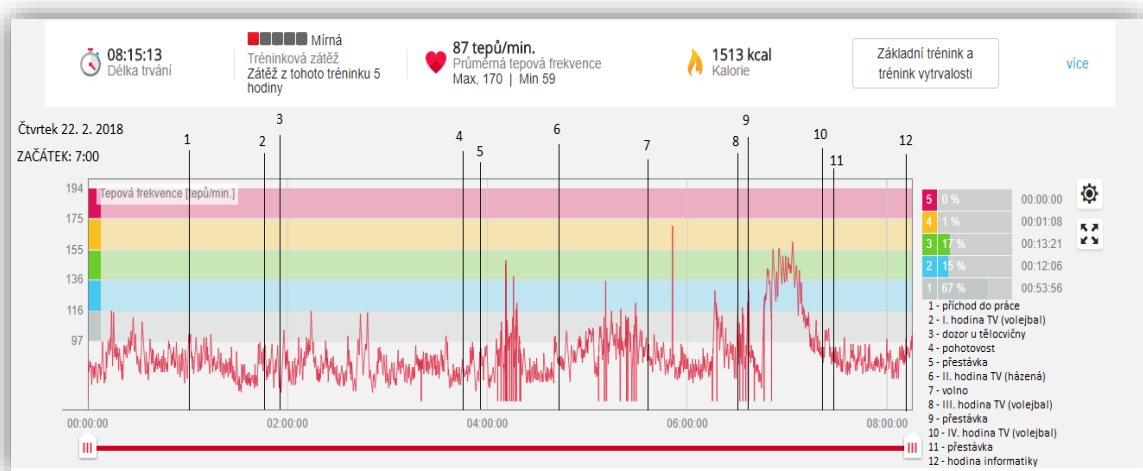 08:15:13
Délka trvání
Mírná
Tréninková zátěž
Zátěž z tohoto tréninku 5
hodiny
87 tepů/min.
Průměrná tepová frekvence
Max, 170 | Min 59
1513 kcal
Kalorie
Základní trénink a
trénink vytrvalosti
více
Čtvrtek 22. 2. 2018
ZAČÁTEK: 7:00
1
2
3
4
5
6
7
8
9
10
11
12
Tepová frekvence [tepů/min.]
194
175
155
136
116
97
00:00:00
02:00:00
04:00:00
06:00:00
08:00:00
5 0 % 00:00:00
4 1 % 00:01:08
3 17 % 00:13:21
2 15 % 00:12:06
1 67 % 00:53:56
1 - příchod do práce
2 - I. hodina TV (volejbal)
3 - dozor u tělocvičny
4 - pohotovost
5 - přestávka
6 - II. hodina TV (házená)
7 - volno
8 - III. hodina TV (volejbal)
9 - přestávka
10 - IV. hodina TV (volejbal)
11 - přestávka
12 - hodina informatiky